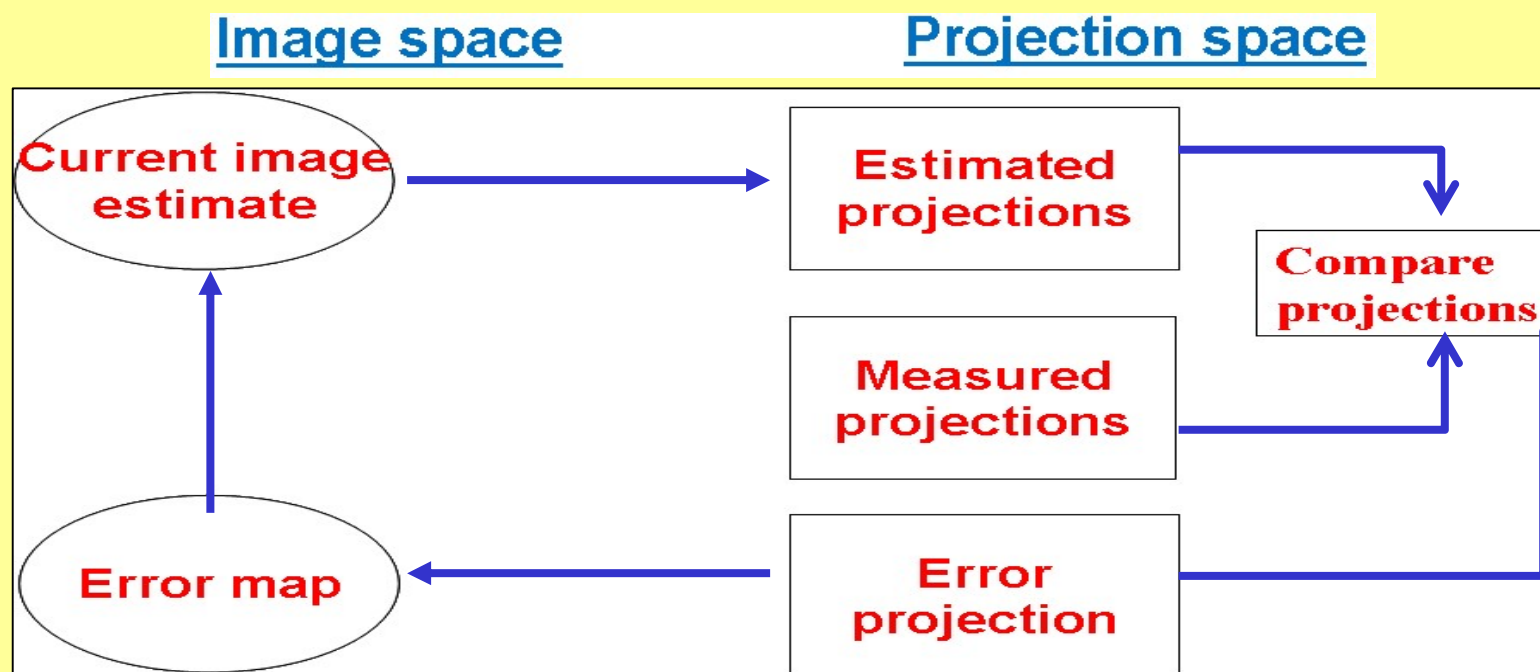 Image space
Projection space
Current image
estimate
Estimated
projections
Compare
projections
Measured
projections
Error map
Error
projection